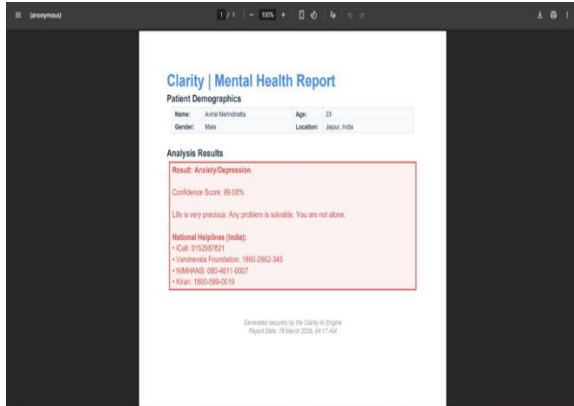 (anonymous)
1 / 1
100%
Clarity | Mental Health Report
Patient Demographics
Name: Aviral Mehndiratta Age: 23
Gender: Male Location: Jaipur, India
Analysis Results
Result: Anxiety/Depression
Confidence Score: 89.08%
Life is very precious. Any problem is solvable. You are not alone.
National Helplines (India):
• iCall: 9152987821
• Vandrevala Foundation: 1860-2662-345
• NIMHANS: 080-4611-0007
• Kiran: 1800-599-0019
Generated securely by the Clarity AI Engine
Report Date: 16 March 2026, 04:17 AM